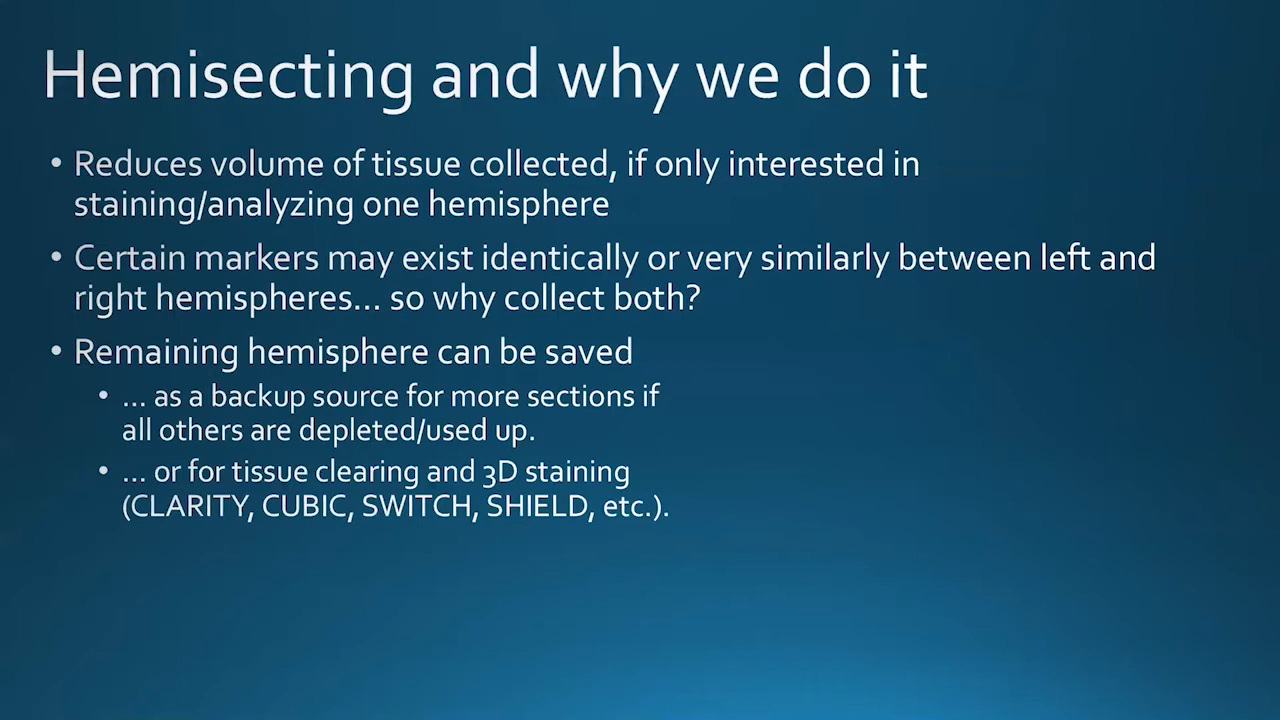 Hemisecting and why we do it
• Reduces volume of tissue collected, if only interested in
staining/analyzing one hemisphere
• Certain markers may exist identically or very similarly between left and
right hemispheres... so why collect both?
• Remaining hemisphere can be saved
• ... as a backup source for more sections if
all others are depleted/used up.
• ... or for tissue clearing and 3D staining
(CLARITY, CUBIC, SWITCH, SHIELD, etc.).